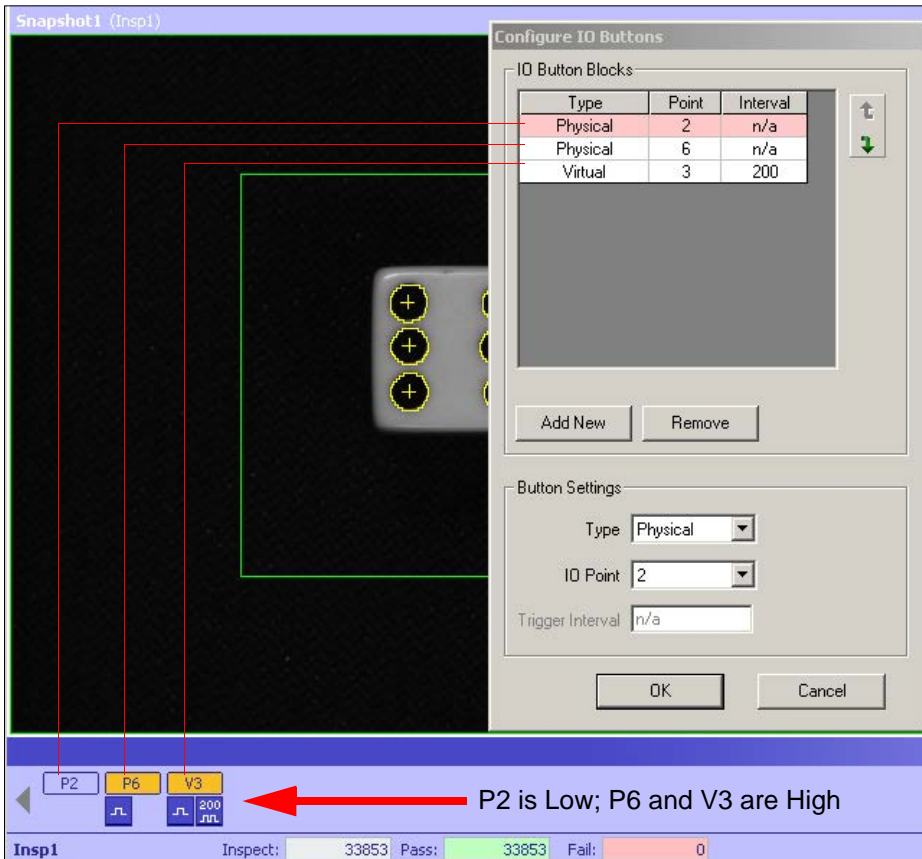 Snapshot1 (Insp1)
Configure IO Buttons
IO Button Blocks
Type Point Interval
Physical 2 n/a
Physical 6 n/a
Virtual 3 200
Add New Remove
Button Settings
Type Physical
IO Point 2
Trigger Interval n/a
OK Cancel
P2 P6 V3
200
P2 is Low; P6 and V3 are High
Insp1 Inspect: 33853 Pass: 33853 Fail: 0